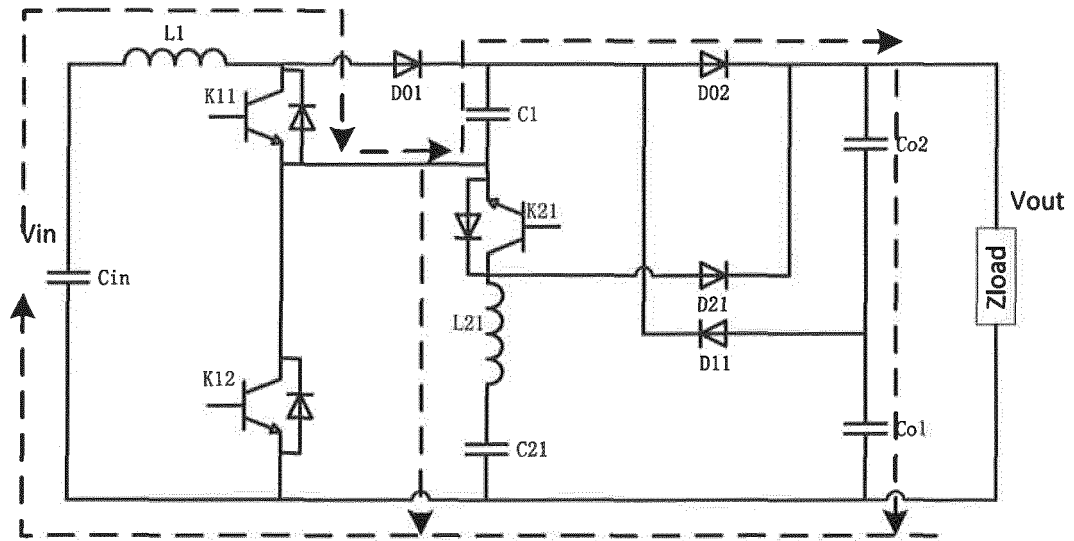 L1
K11
D01
D02
C1
Co2
K21
Vout
Vin
Cin
D21
Zload
L21
D11
K12
C21
Co1